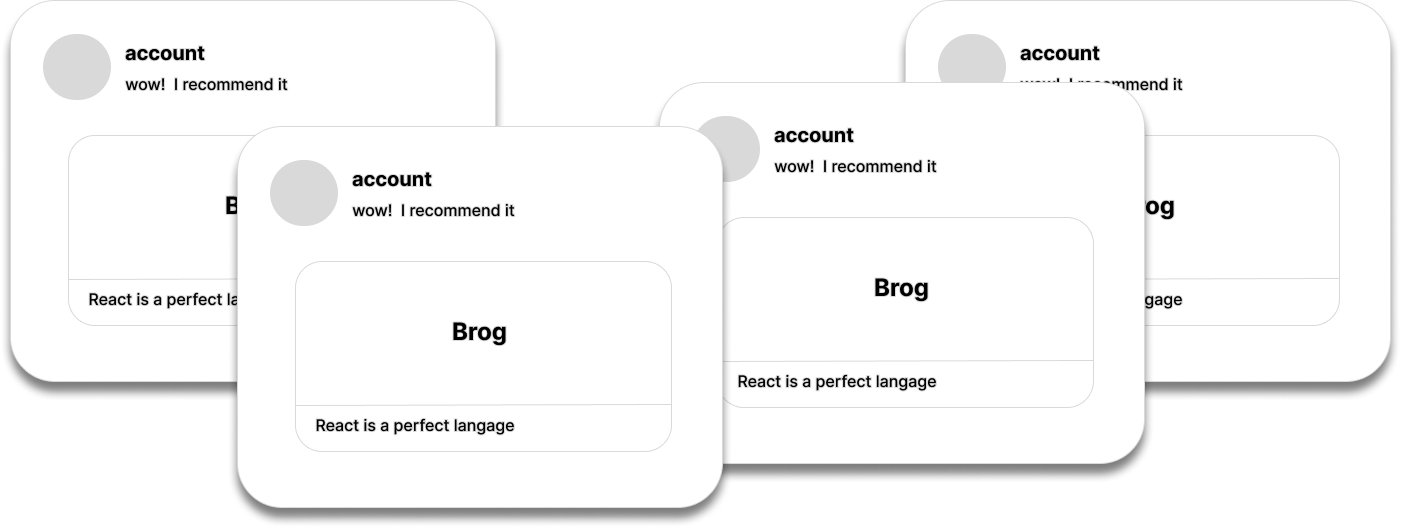 account
wow!  I recommend it
B
React is a perfect la
account
wow!  I recommend it
Brog
React is a perfect langage
account
wow!  I recommend it
Brog
React is a perfect langage
account
wow!  I recommend it
rog
gage